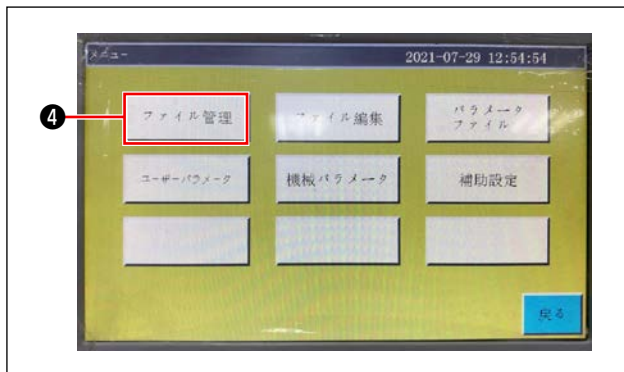 メニュー 2021-07-29 12:54:54
❹ ファイル管理 ファイル編集 パラメータ
ファイル
ユーザーパラメータ 機械パラメータ 補助設定
戻る